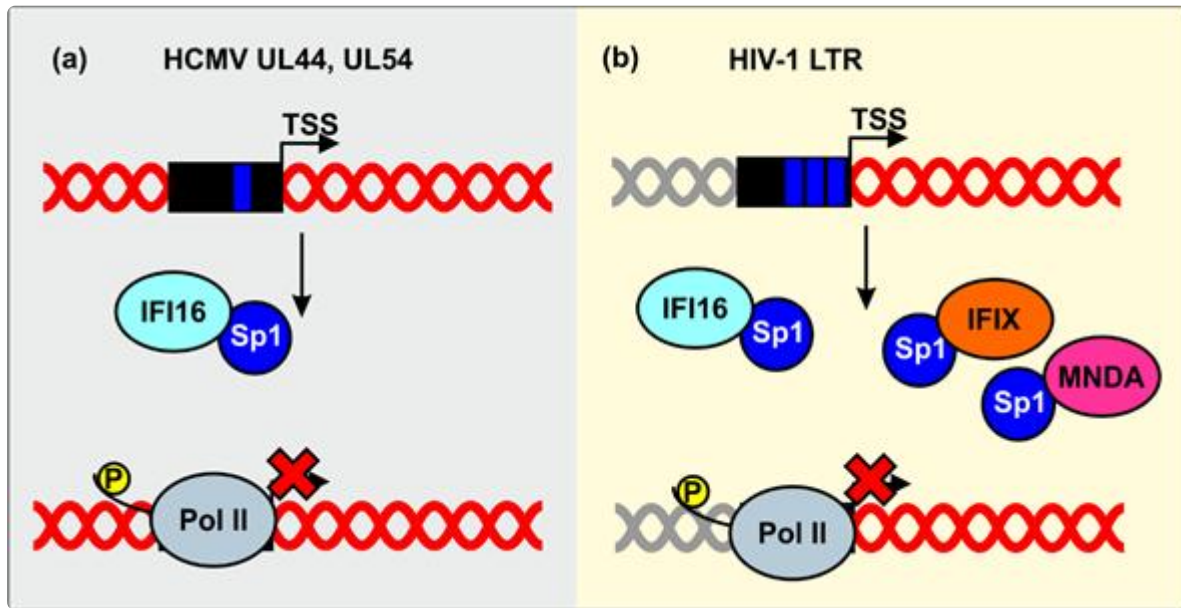 (a) HCMV UL44, UL54
TSS
IFI16
Sp1
P
Pol II
(b) HIV-1 LTR
TSS
IFI16
Sp1
Sp1
IFIX
Sp1
MNDA
P
Pol II